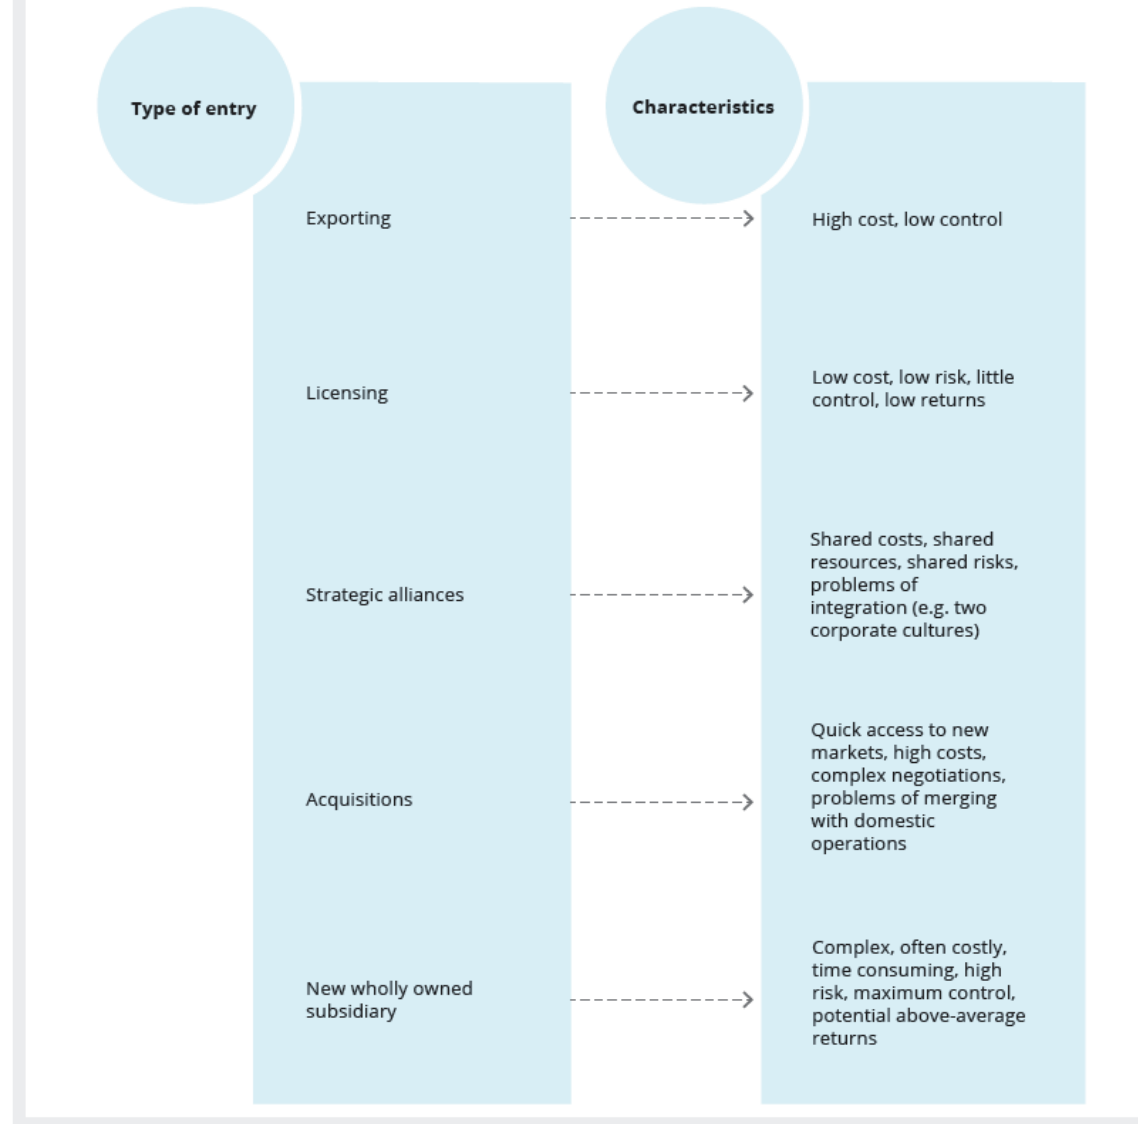 Type of entry
Characteristics
Exporting
High cost, low control
Licensing
Low cost, low risk, little
control, low returns
Strategic alliances
Shared costs, shared
resources, shared risks,
problems of
integration (e.g. two
corporate cultures)
Acquisitions
Quick access to new
markets, high costs,
complex negotiations,
problems of merging
with domestic
operations
New wholly owned
subsidiary
Complex, often costly,
time consuming, high
risk, maximum control,
potential above-average
returns